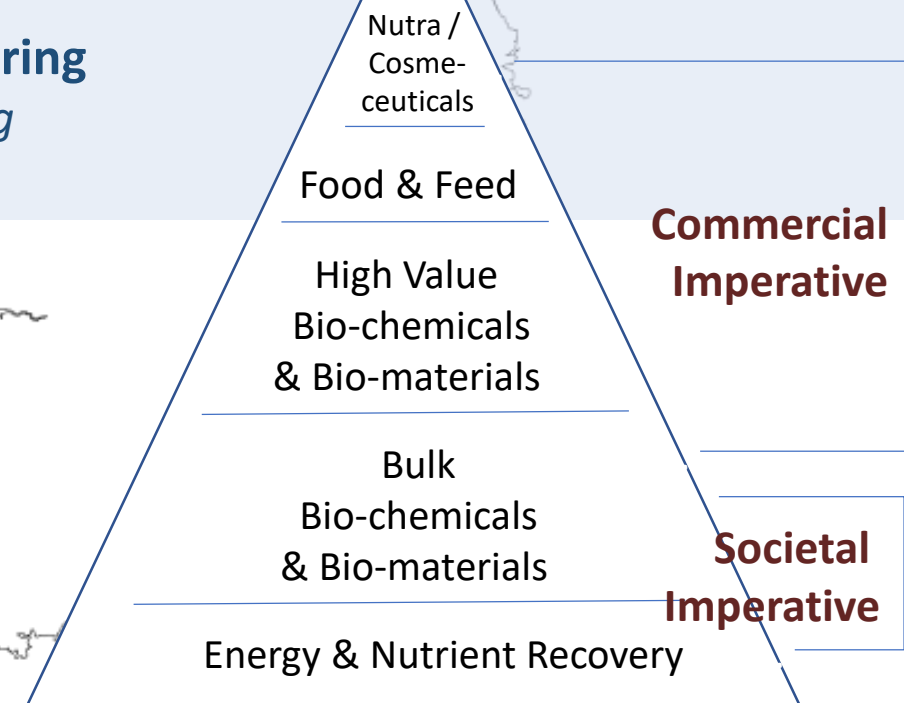 ring
g
Nutra /
Cosme-
ceuticals
Food & Feed
High Value
Bio-chemicals
& Bio-materials
Bulk
Bio-chemicals
& Bio-materials
Energy & Nutrient Recovery
Commercial
Imperative
Societal
Imperative